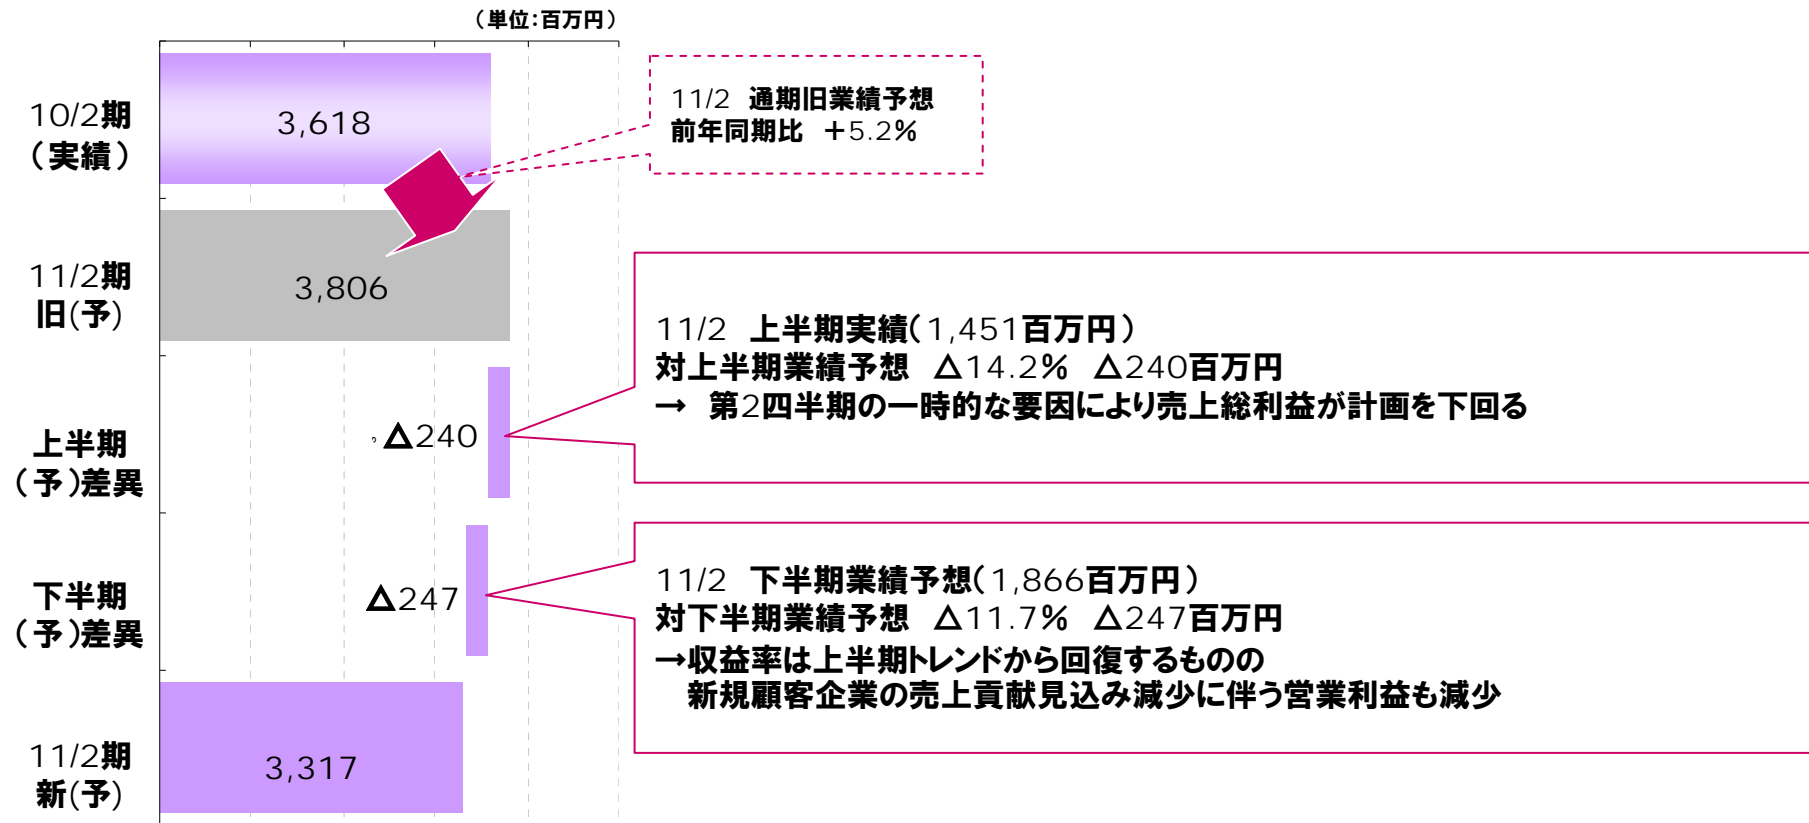 （単位：百万円）
10/2期
（実績）
3,618
11/2　通期旧業績予想
前年同期比　＋5.2％
11/2期
旧(予)
3,806
11/2　上半期実績（1,451百万円）
対上半期業績予想　△14.2％　△240百万円
→　第2四半期の一時的な要因により売上総利益が計画を下回る
上半期
（予）差異
△240
下半期
（予）差異
△247
11/2　下半期業績予想（1,866百万円）
対下半期業績予想　△11.7％　△247百万円
→収益率は上半期トレンドから回復するものの
新規顧客企業の売上貢献見込み減少に伴う営業利益も減少
11/2期
新(予)
3,317